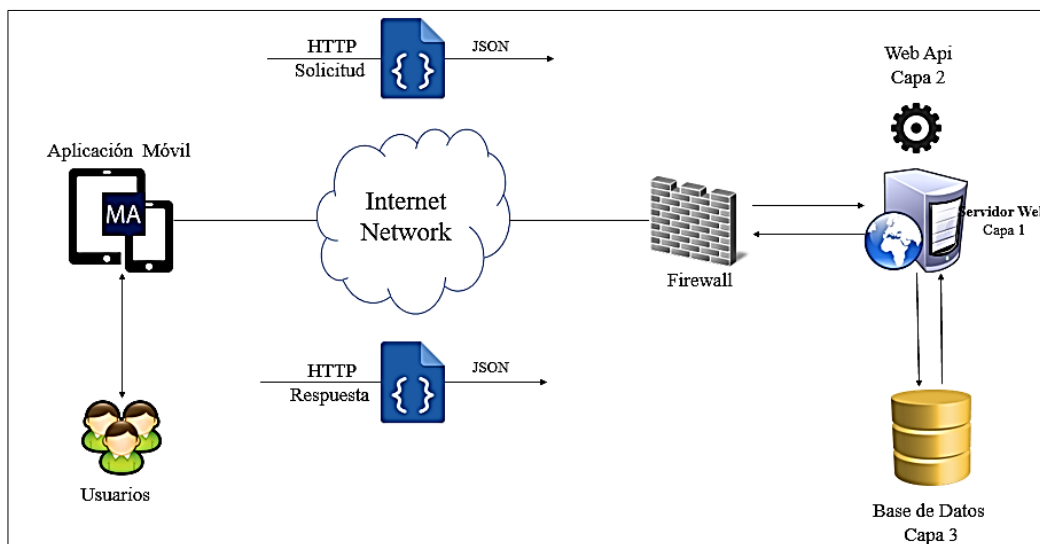 HTTP
Solicitud
JSON
Web Api
Capa 2
Aplicación Móvil
MA
Internet
Network
Servidor Web
Capa 1
Firewall
HTTP
Respuesta
JSON
Usuarios
Base de Datos
Capa 3